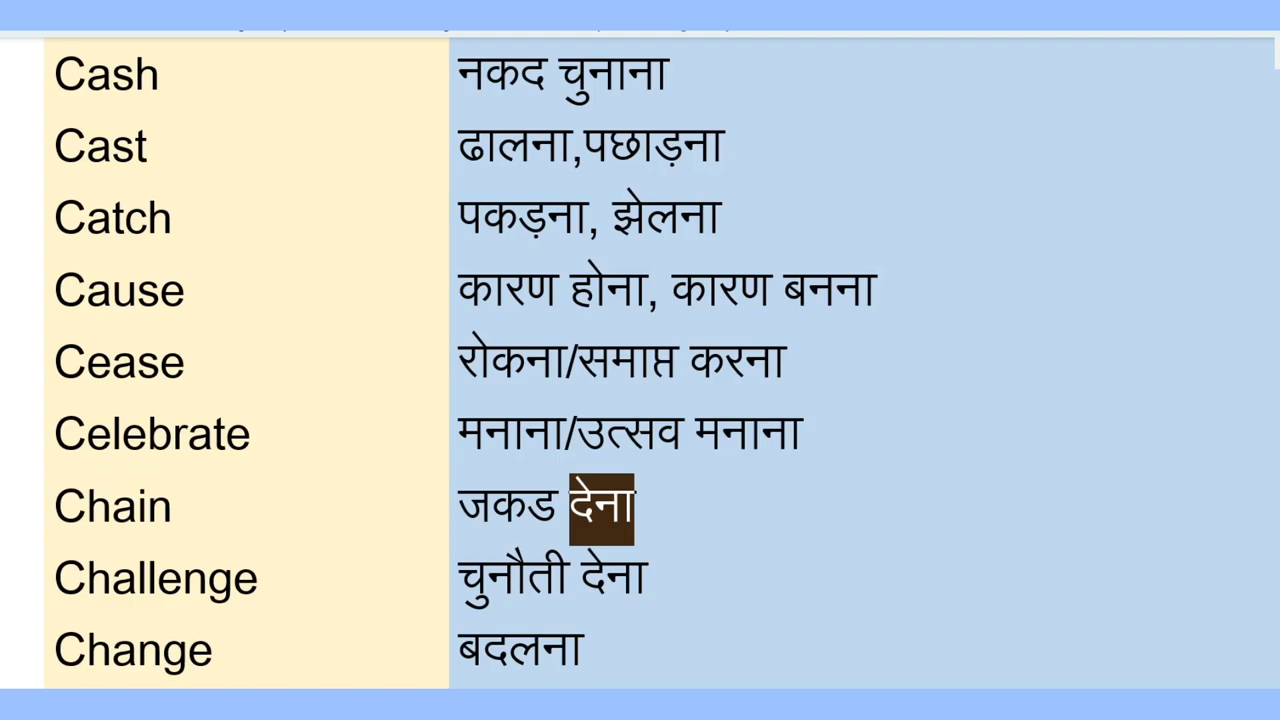 Cash नकद चुनाना
Cast ढालना,पछाड़ना
Catch पकड़ना, झेलना
Cause कारण होना, कारण बनना
Cease रोकना/समाप्त करना
Celebrate मनाना/उत्सव मनाना
Chain जकड देना
Challenge चुनौती देना
Change बदलना